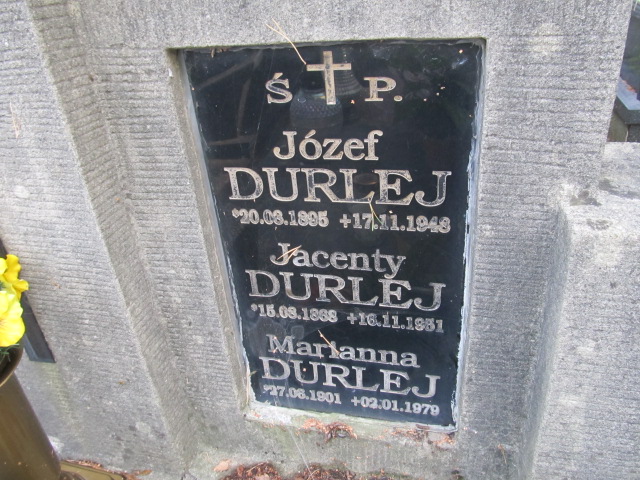 Ś P.
Józef
DURLEJ
*20.03.1895 +17.11.1948
Jacenty
DURLEJ
*15.08.1868 +16.11.1951
Marianna
DURLEJ
*27.06.1901 +02.01.1979